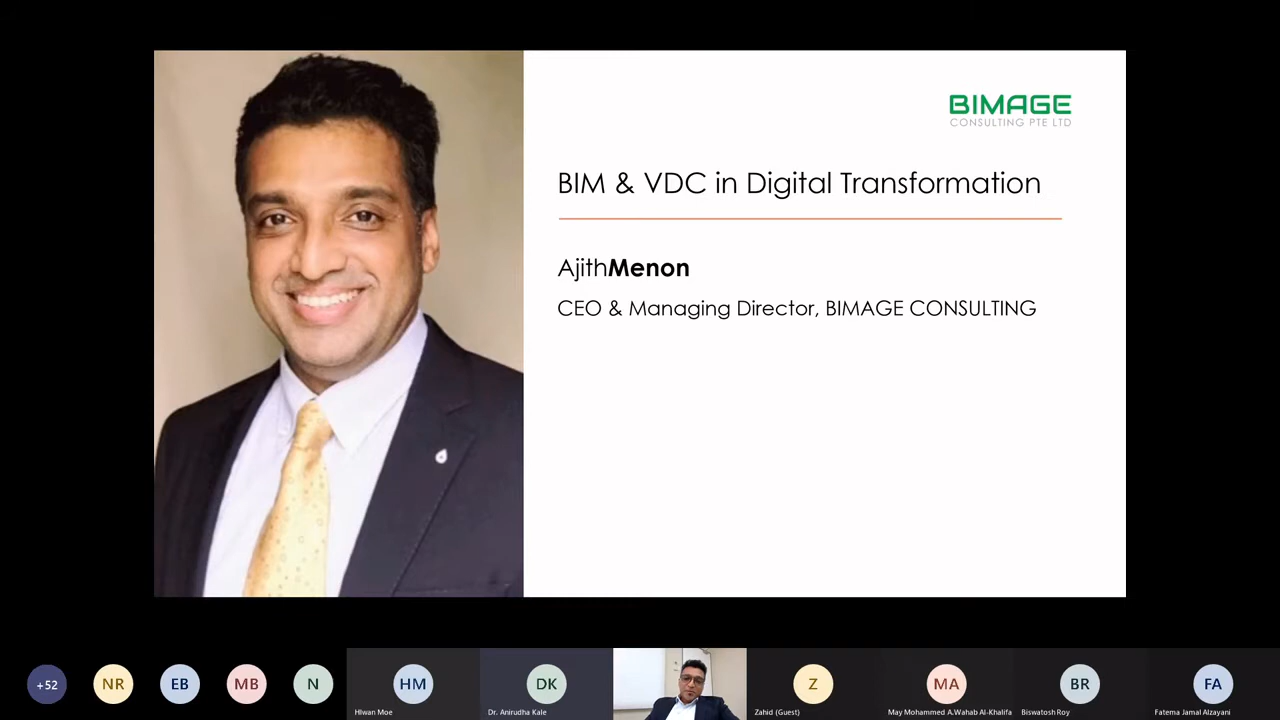 BIMAGE
CONSULTING PTE LTD
BIM & VDC in Digital Transformation
AjithMenon
CEO & Managing Director, BIMAGE CONSULTING
+52
NR
EB
MB
N
HM
DK
Z
MA
BR
FA
Hlwan Moe
Dr. Anirudha Kale
Zahid (Guest)
May Mohammed A.Wahab Al-Khalifa
Biswatosh Roy
Fatema Jamal Alzayani